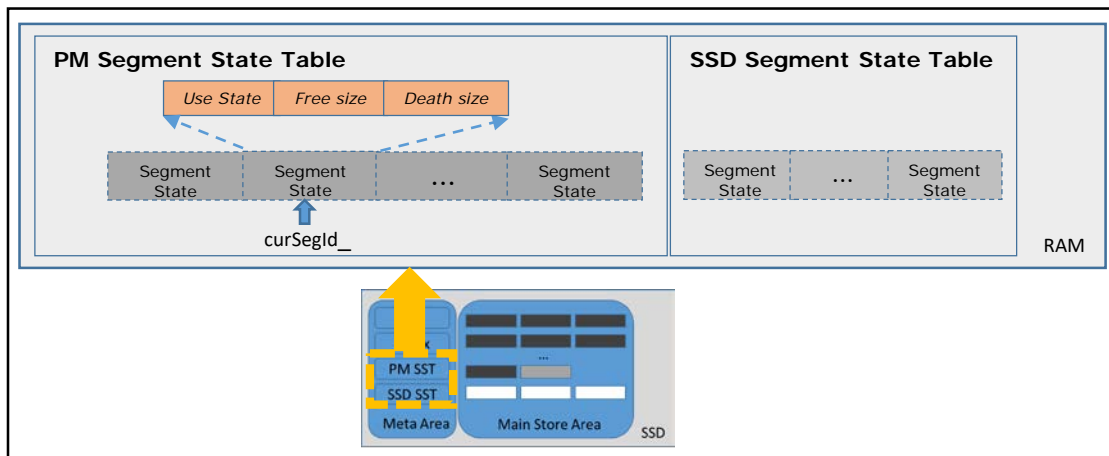 PM Segment State Table
SSD Segment State Table
Use State Free size Death size
Segment State
Segment State
...
Segment State
Segment State
...
Segment State
curSegId_
RAM
x
...
PM SST
SSD SST
Meta Area
Main Store Area
SSD